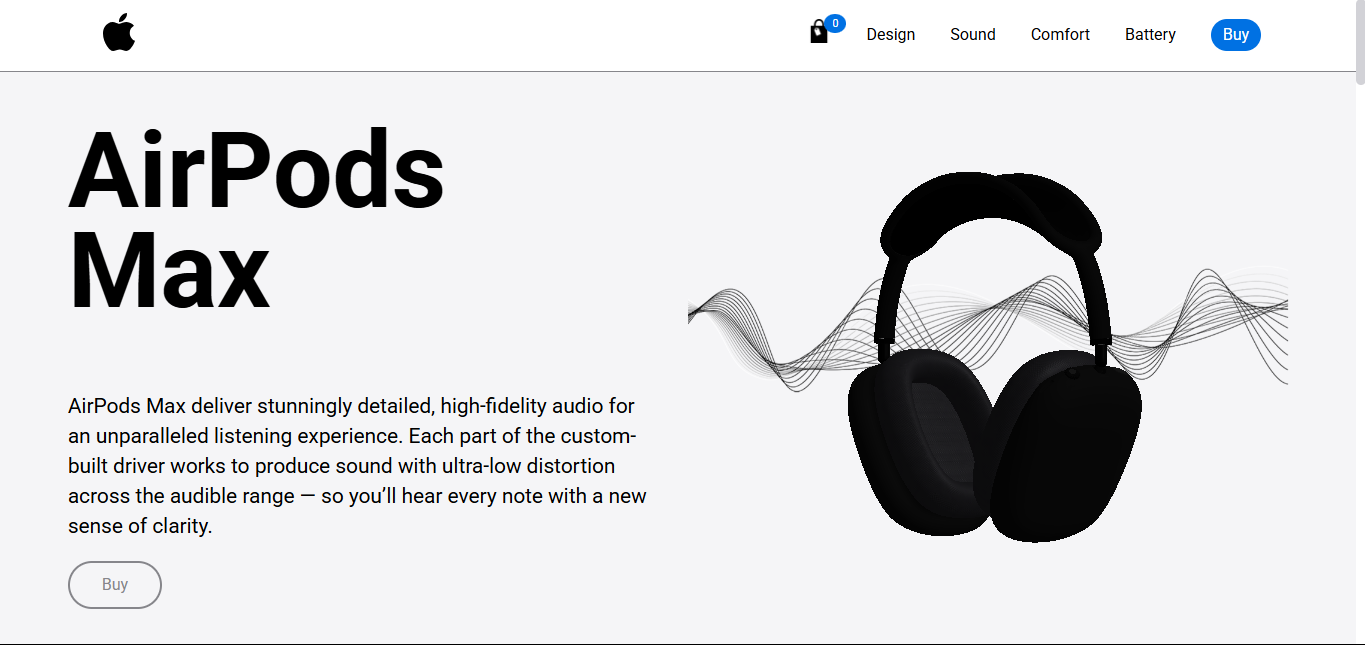 0
Design
Sound
Comfort
Battery
Buy
AirPods
Max
AirPods Max deliver stunningly detailed, high-fidelity audio for
an unparalleled listening experience. Each part of the custom-
built driver works to produce sound with ultra-low distortion
across the audible range — so you’ll hear every note with a new
sense of clarity.
Buy